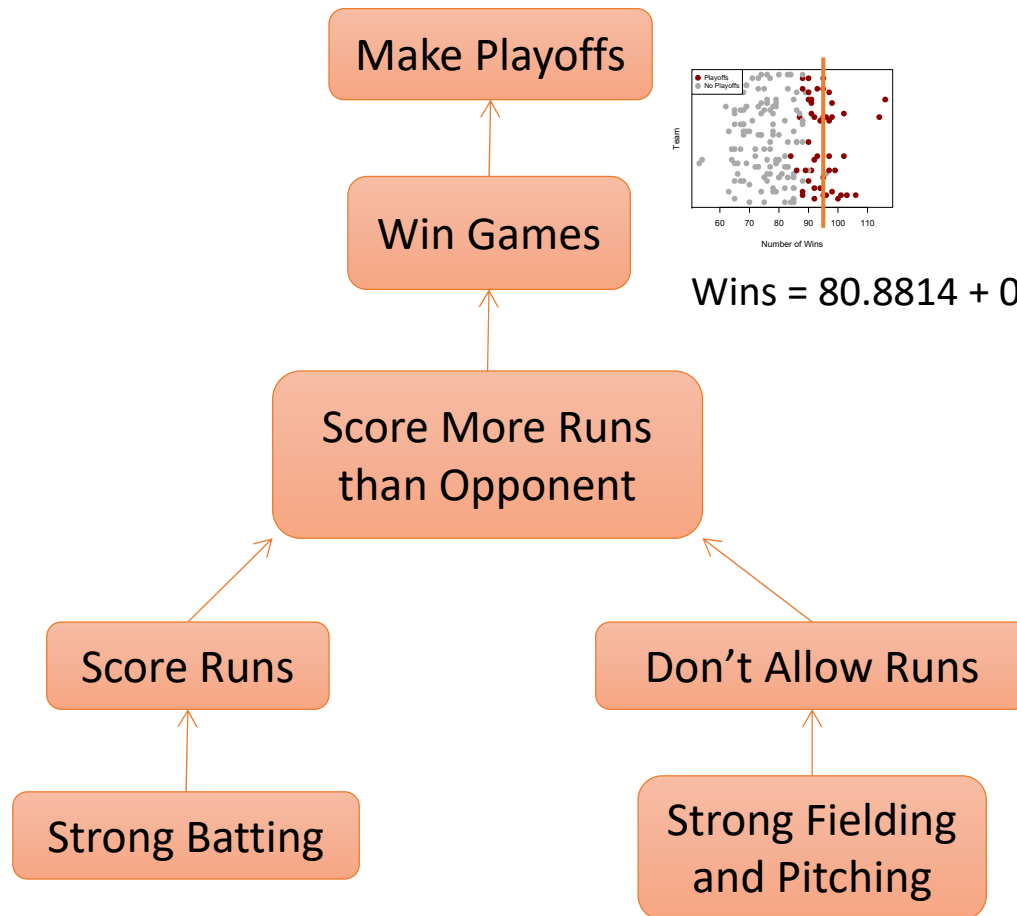 Make Playoffs
Playoffs
No Playoffs
Team
60 70 80 90 100 110
Number of Wins
Win Games
Wins = 80.8814 + 0
Score More Runs
than Opponent
Score Runs
Don’t Allow Runs
Strong Batting
Strong Fielding
and Pitching